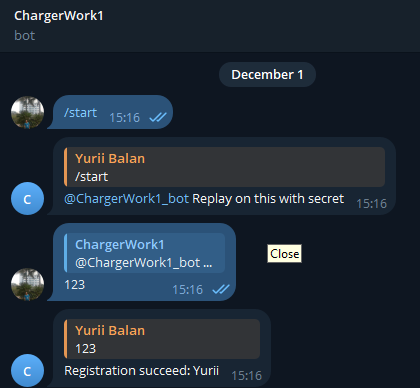 ChargerWork1
bot
December 1
/start 15:16
Yurii Balan
/start
@ChargerWork1_bot Replay on this with secret 15:16
ChargerWork1
@ChargerWork1_bot ...
123 15:16
Close
Yurii Balan
123
Registration succeed: Yurii 15:16
C
C